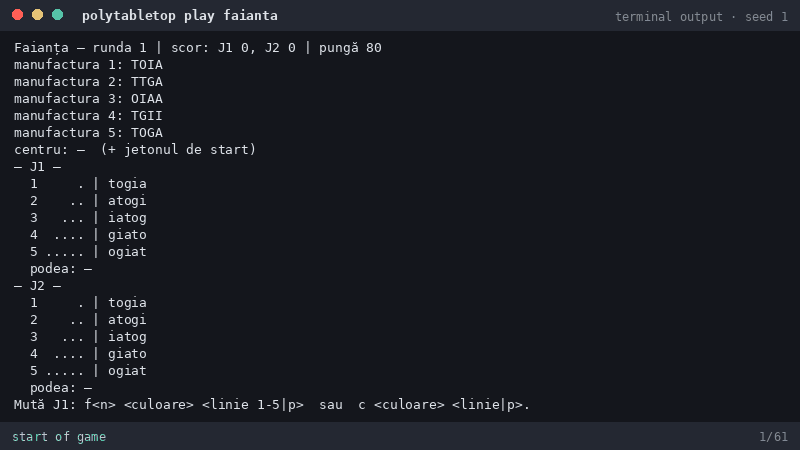 polytabletop play faianta
terminal output · seed 1
Faianța — runda 1 | scor: J1 0, J2 0 | pungă 80
manufactura 1: TOIA
manufactura 2: TTGA
manufactura 3: OIAA
manufactura 4: TGII
manufactura 5: TOGA
centru: — (+ jetonul de start)
— J1 —
1 . | togia
2 .. | atogi
3 ... | iatog
4 .... | giato
5 ..... | ogiat
podea: —
— J2 —
1 . | togia
2 .. | atogi
3 ... | iatog
4 .... | giato
5 ..... | ogiat
podea: —
Mută J1: f<n> <culoare> <linie 1-5|p> sau c <culoare> <linie|p>.
start of game
1/61